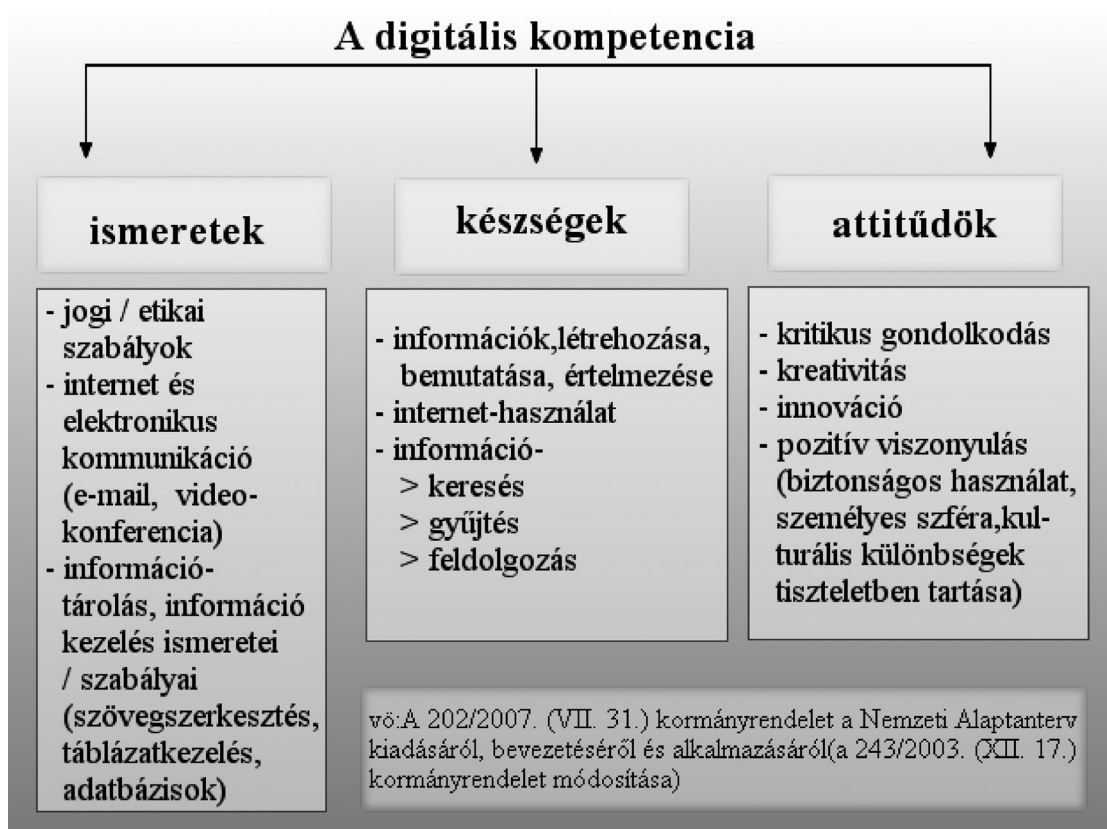 A digitális kompetencia
ismeretek
- jogi / etikai
szabályok
- internet és
elektronikus
kommunikáció
(e-mail, video-
konferencia)
- információ-
tárolás, információ
kezelés ismeretei
/ szabályai
(szövegszerkesztés,
táblázatkezelés,
adatbázisok)
készségek
- információk,létrehozása,
bemutatása, értelmezése
- internet-használat
- információ-
> keresés
> gyűjtés
> feldolgozás
attitűdök
- kritikus gondolkodás
- kreativitás
- innováció
- pozitív viszonyulás
(biztonságos használat,
személyes szféra,kul-
turális különbségek
tiszteletben tartása)
vö:A 202/2007. (VII. 31.) kormányrendelet a Nemzeti Alaptanterv
kiadásáról, bevezetéséről és alkalmazásáról(a 243/2003. (XII. 17.)
kormányrendelet módosítása)